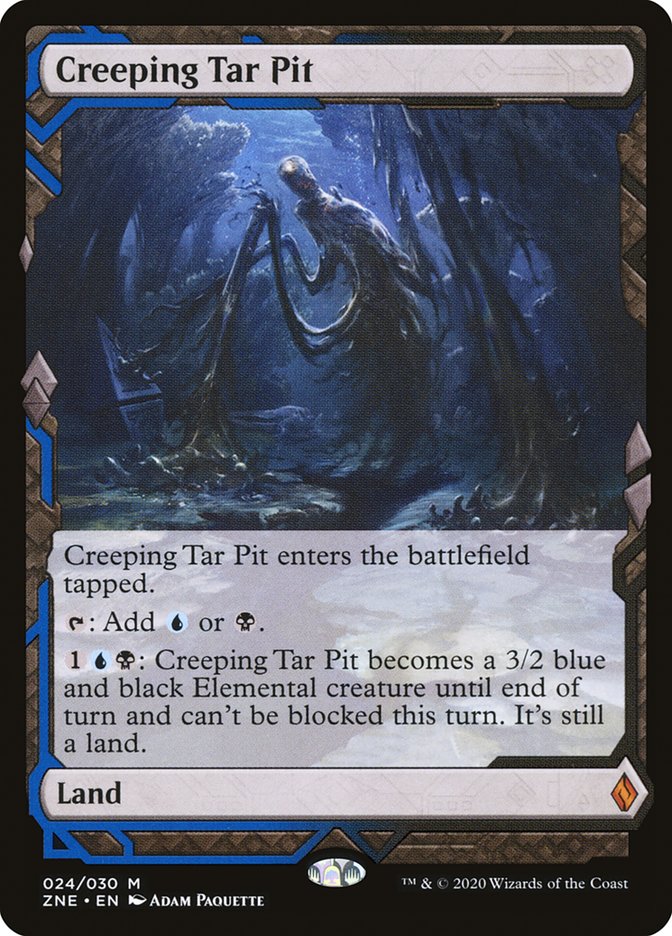 Creeping Tar Pit
Creeping Tar Pit enters the battlefield
tapped.
: Add or .
1 : Creeping Tar Pit becomes a 3/2 blue
and black Elemental creature until end of
turn and can't be blocked this turn. It's still
a land.
Land
024/030 M
ZNE • EN Adam Paquette
™ & © 2020 Wizards of the Coast